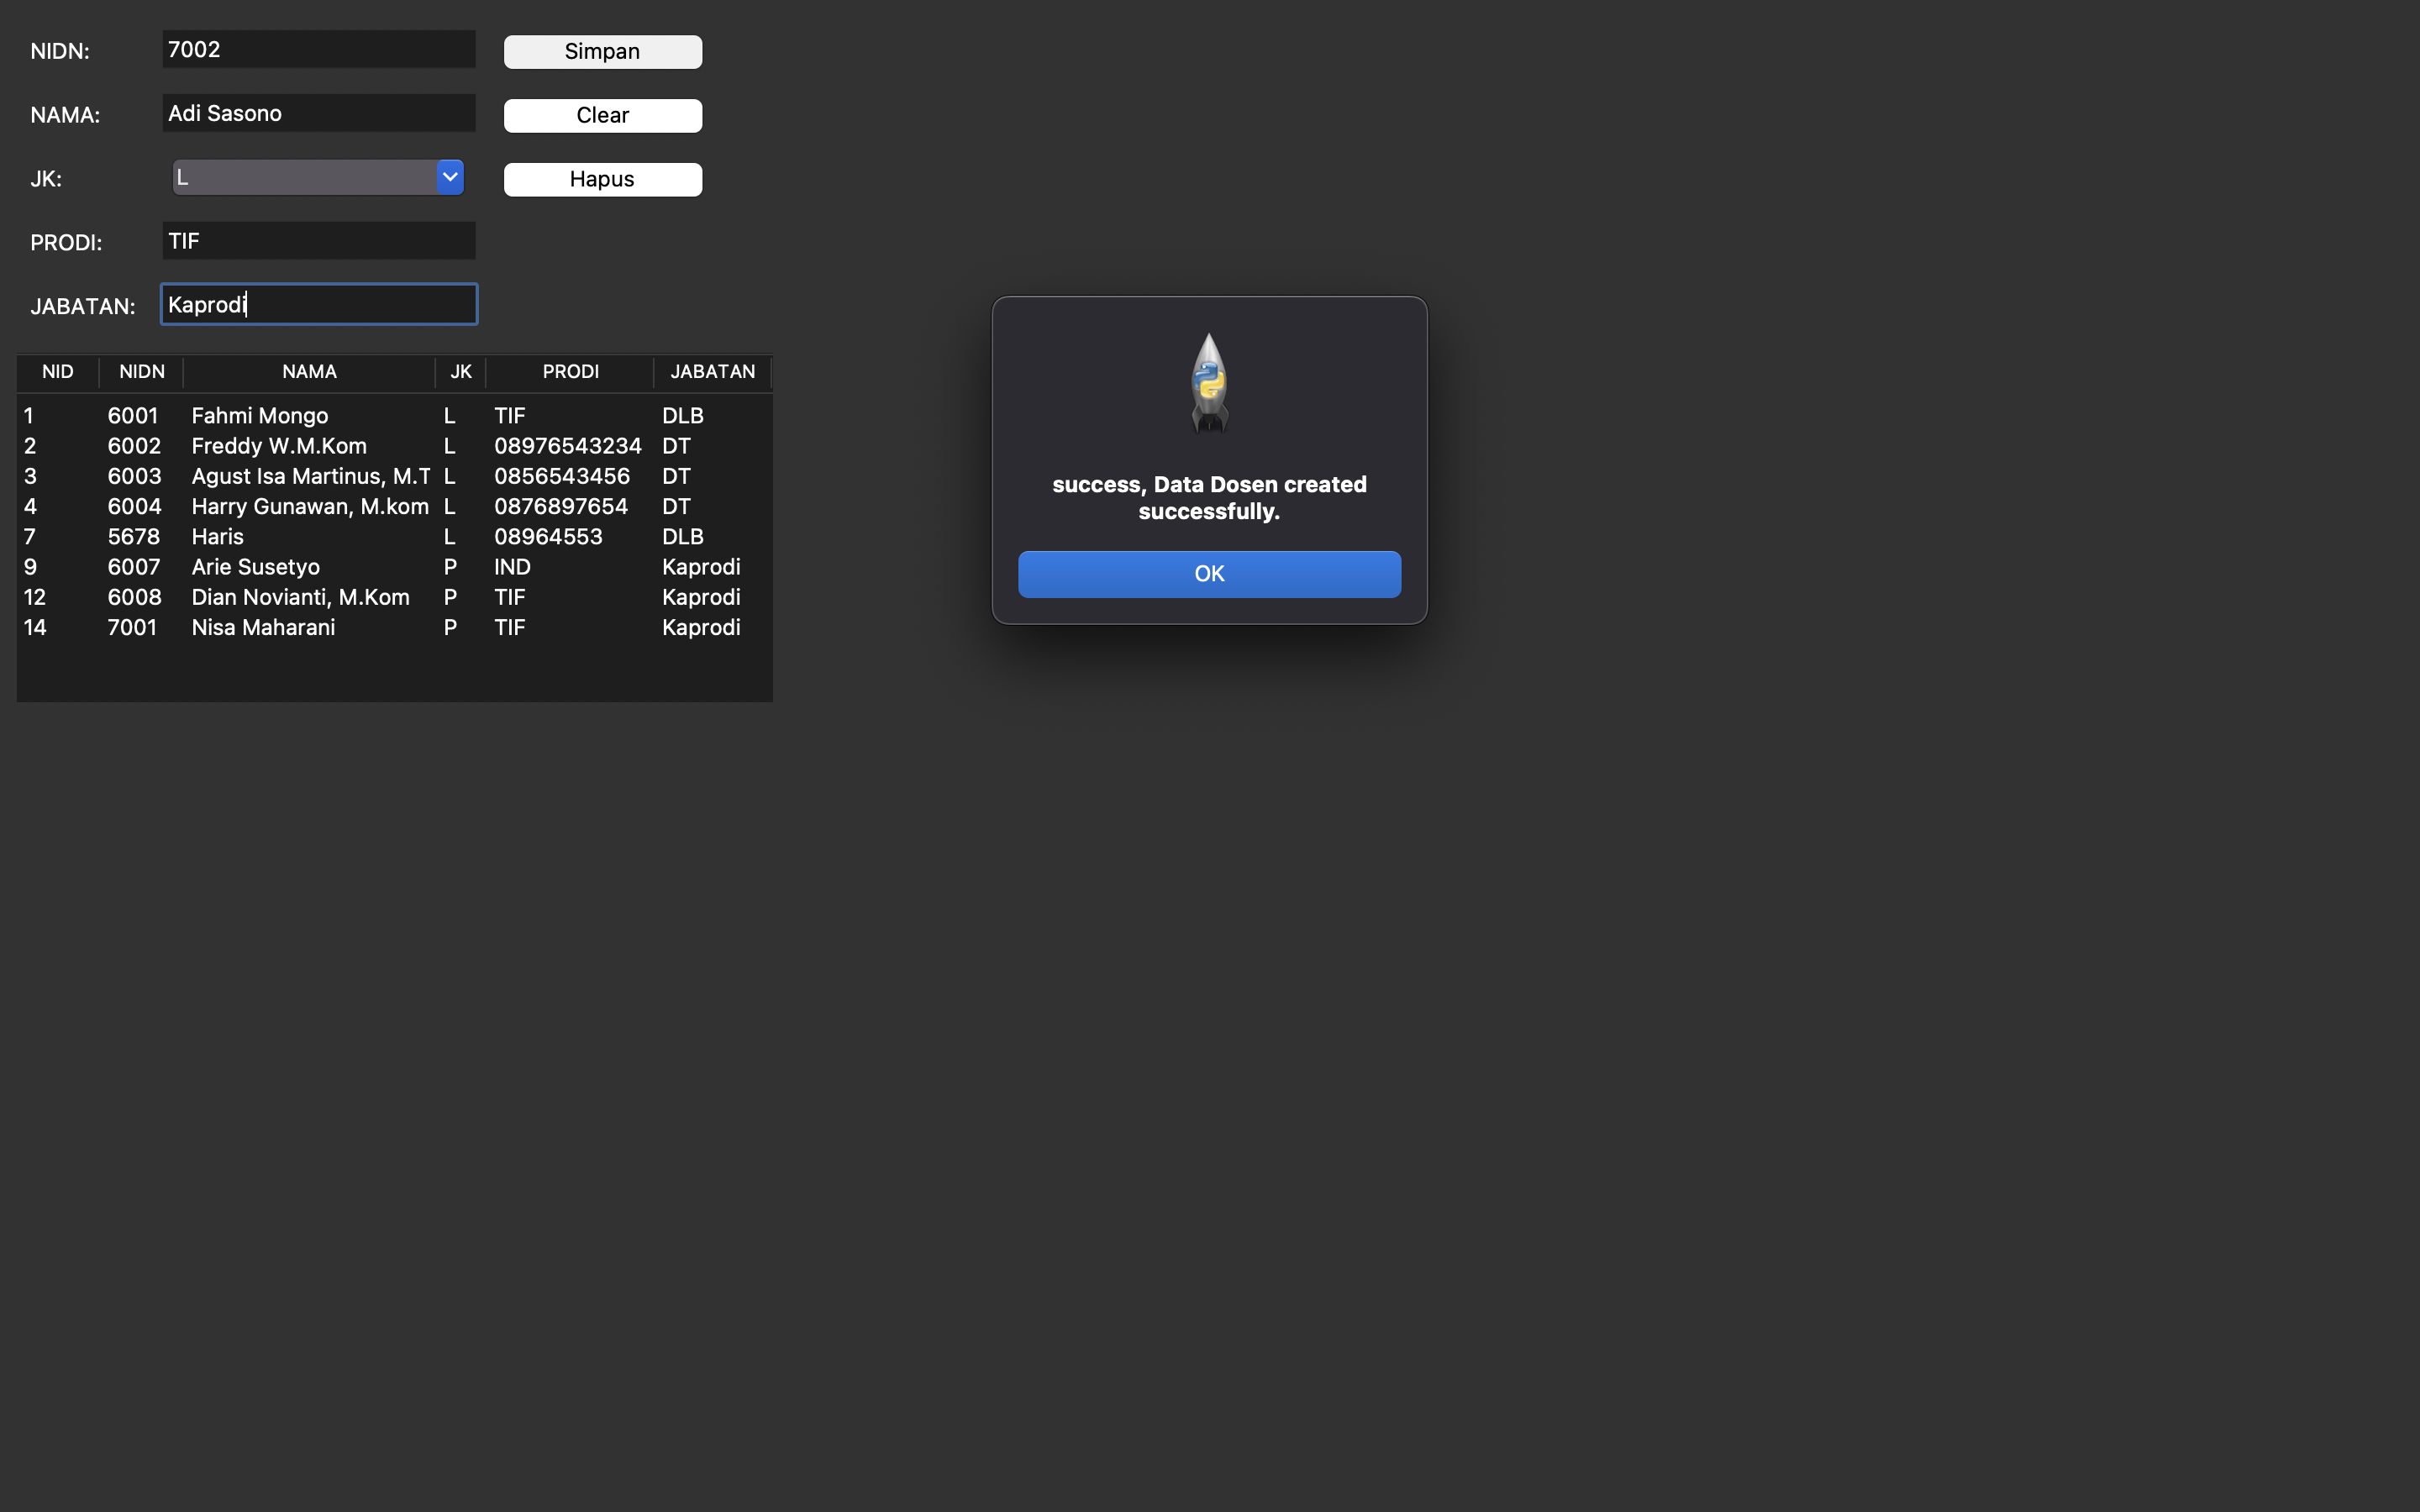 NIDN: 7002 Simpan
NAMA: Adi Sasono Clear
JK: L Hapus
PRODI: TIF
JABATAN: Kaprodi
NID NIDN NAMA JK PRODI JABATAN
1 6001 Fahmi Mongo L TIF DLB
2 6002 Freddy W.M.Kom L 08976543234 DT
3 6003 Agust Isa Martinus, M.T L 0856543456 DT
4 6004 Harry Gunawan, M.kom L 0876897654 DT
7 5678 Haris L 08964553 DLB
9 6007 Arie Susetyo P IND Kaprodi
12 6008 Dian Novianti, M.Kom P TIF Kaprodi
14 7001 Nisa Maharani P TIF Kaprodi
success, Data Dosen created
successfully.
OK